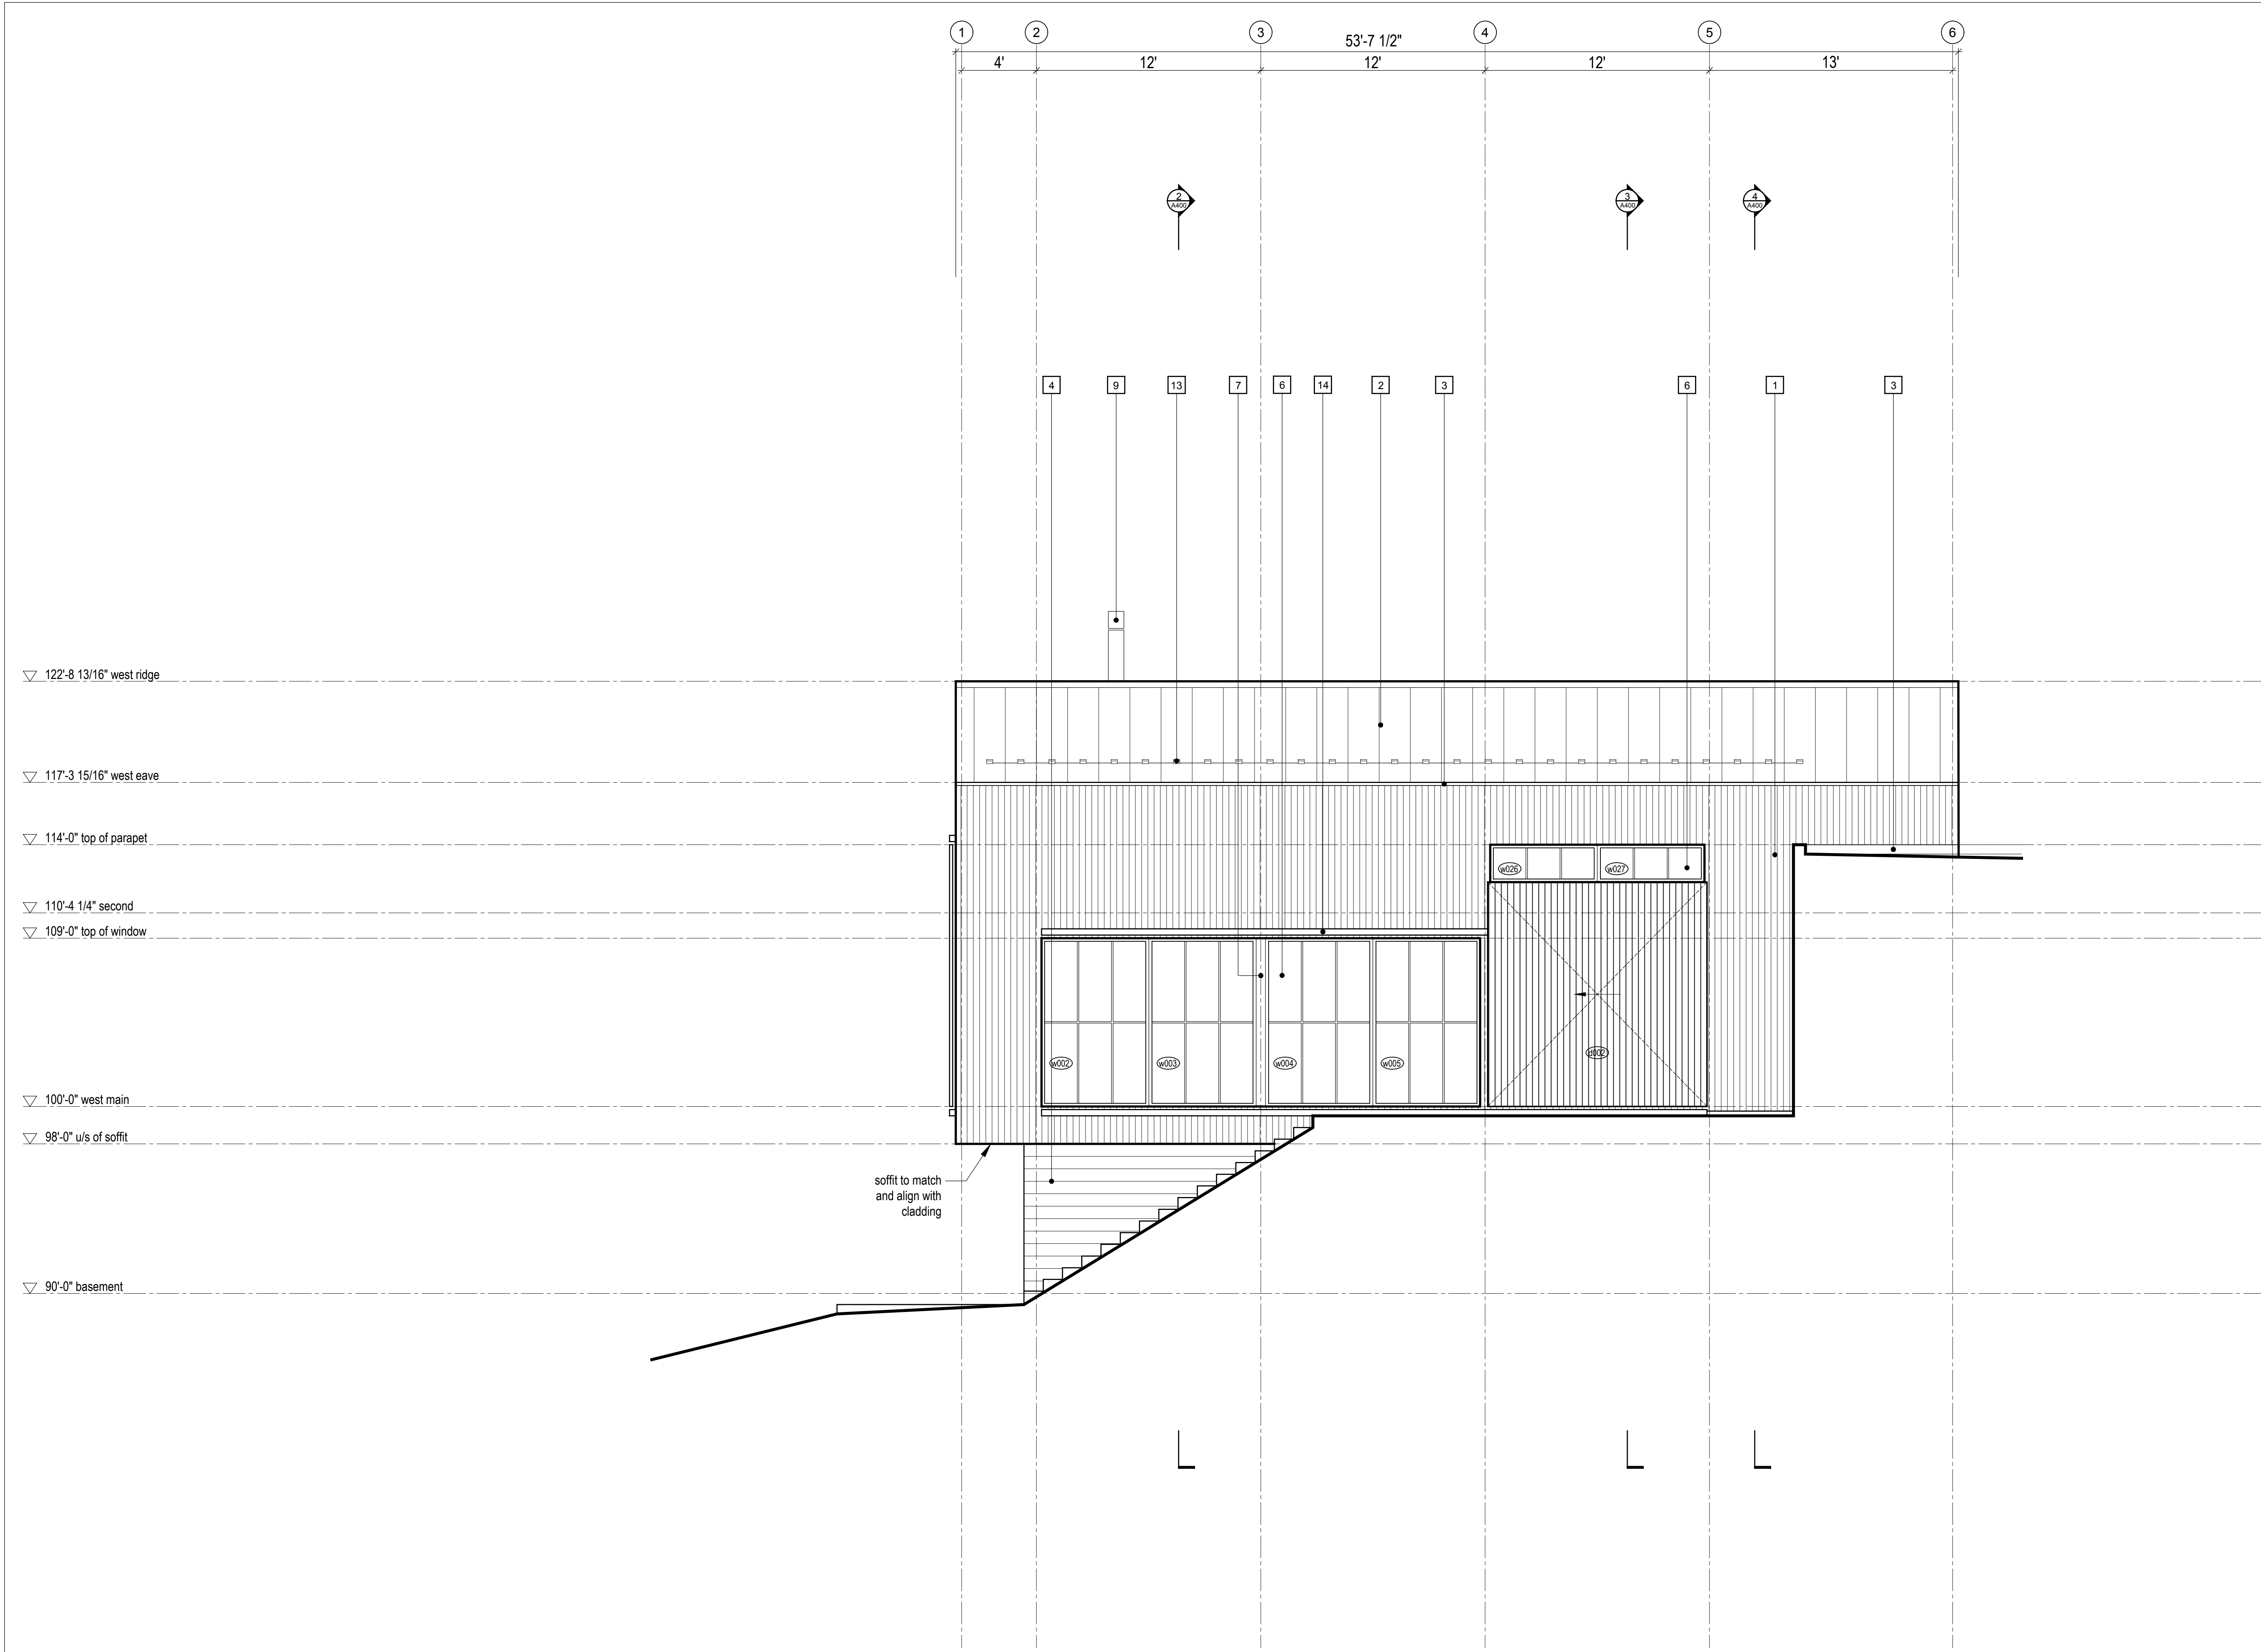 1 2 3 4 5 6
53'-7 1/2"
4' 12' 12' 12' 13'
2 3 4
A400 A400 A400
4 9 13 7 6 14 2 3 6 1 3
122'-8 13/16" west ridge
117'-3 15/16" west eave
114'-0" top of parapet
w026 w027
110'-4 1/4" second
109'-0" top of window
d002
w002 w003 w004 w005
100'-0" west main
98'-0" u/s of soffit
soffit to match
and align with
cladding
90'-0" basement